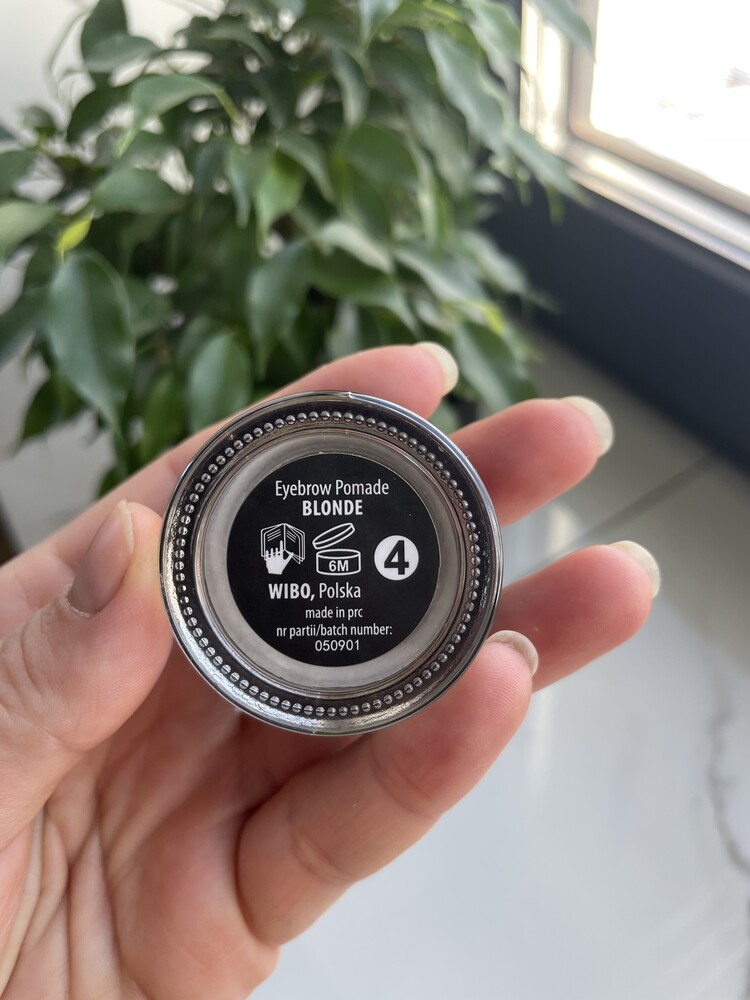 Eyebrow Pomade
BLONDE
6M
4
WIBO, Polska
made in prc
nr partii/batch number:
050901